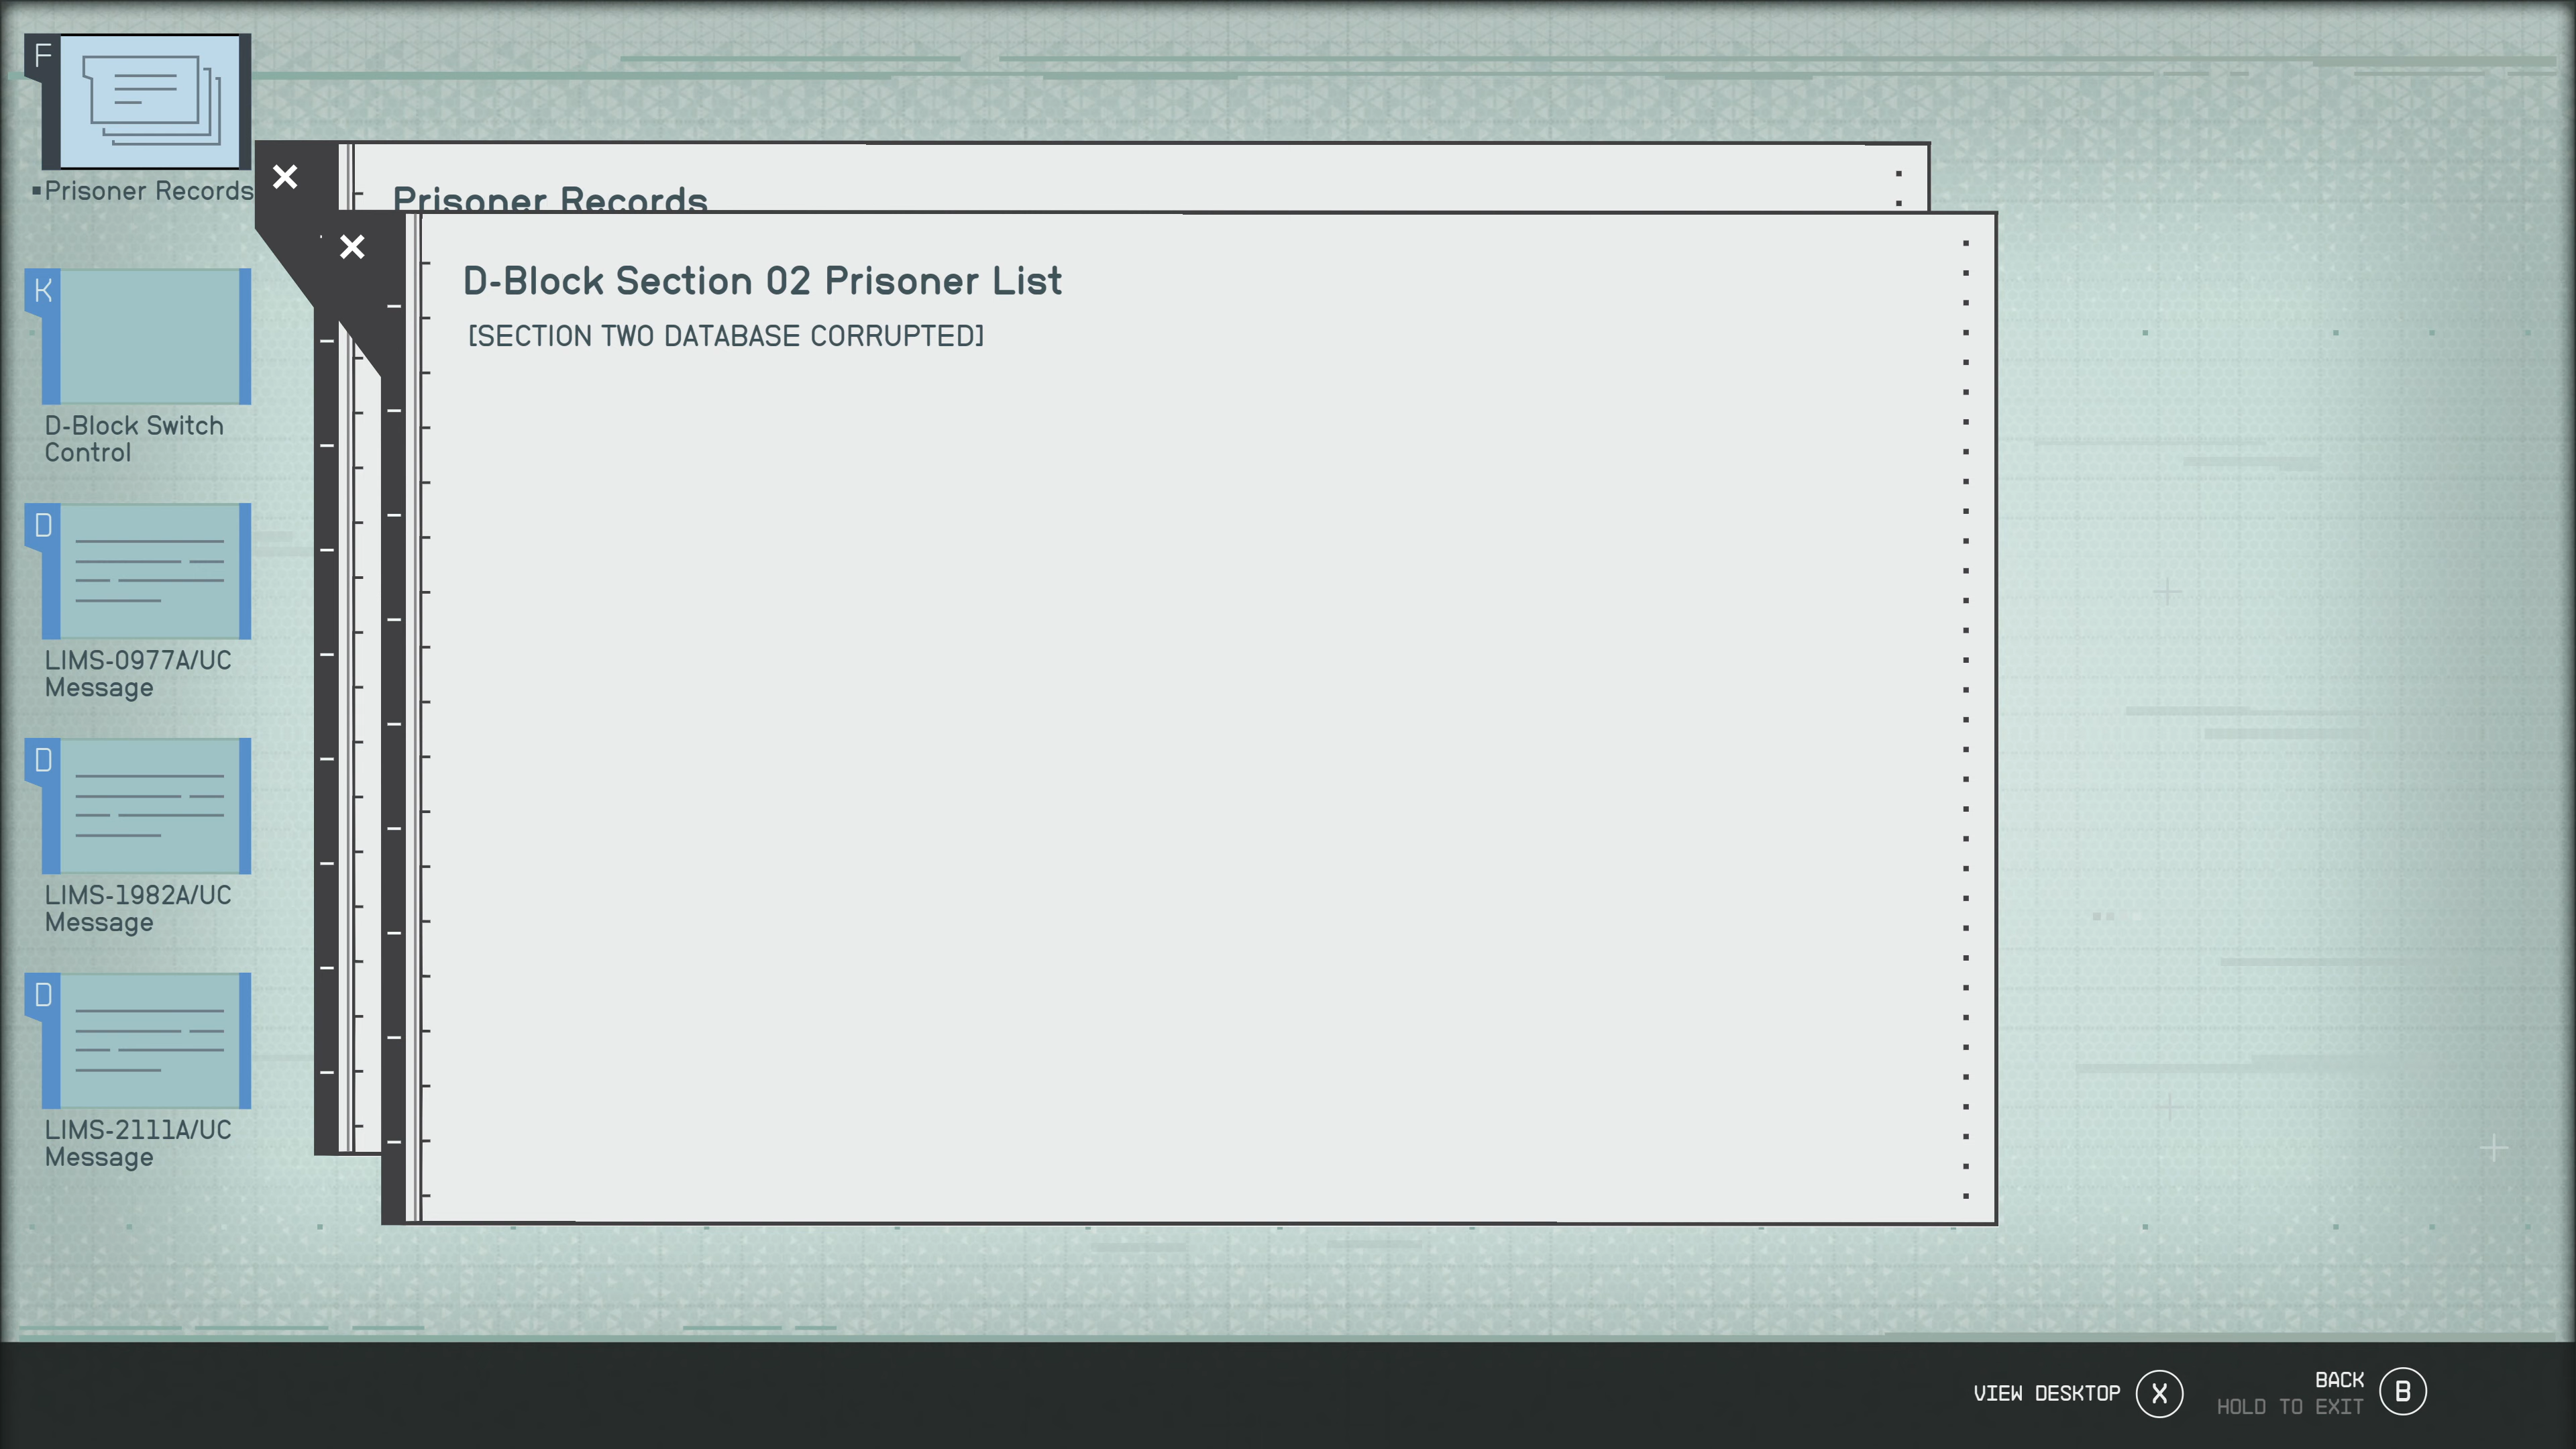 F
Prisoner Records
K
D-Block Switch
Control
D
LIMS-0977A/UC
Message
D
LIMS-1982A/UC
Message
D
LIMS-2111A/UC
Message
Prisoner Records
D-Block Section 02 Prisoner List
[SECTION TWO DATABASE CORRUPTED]
VIEW DESKTOP X
BACK B
HOLD TO EXIT